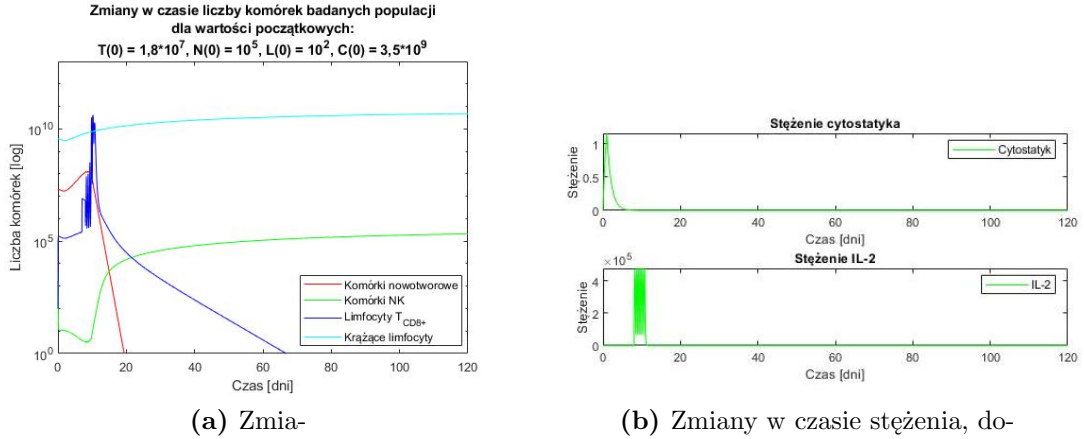 Zmiany w czasie liczby komórek badanych populacji
dla wartości początkowych:
T(0) = 1,8*10^7, N(0) = 10^5, L(0) = 10^2, C(0) = 3,5*10^9
Liczba komórek [log]
10^10
10^5
10^0
0 20 40 60 80 100 120
Czas [dni]
Komórki nowotworowe
Komórki NK
Limfocyty T_CD8+
Krążące limfocyty
(a) Zmia-
Stężenie cytostatyka
Stężenie
1
0.5
0
0 20 40 60 80 100 120
Czas [dni]
Cytostatyk
Stężenie IL-2
×10^5
Stężenie
4
2
0
0 20 40 60 80 100 120
Czas [dni]
IL-2
(b) Zmiany w czasie stężenia, do-